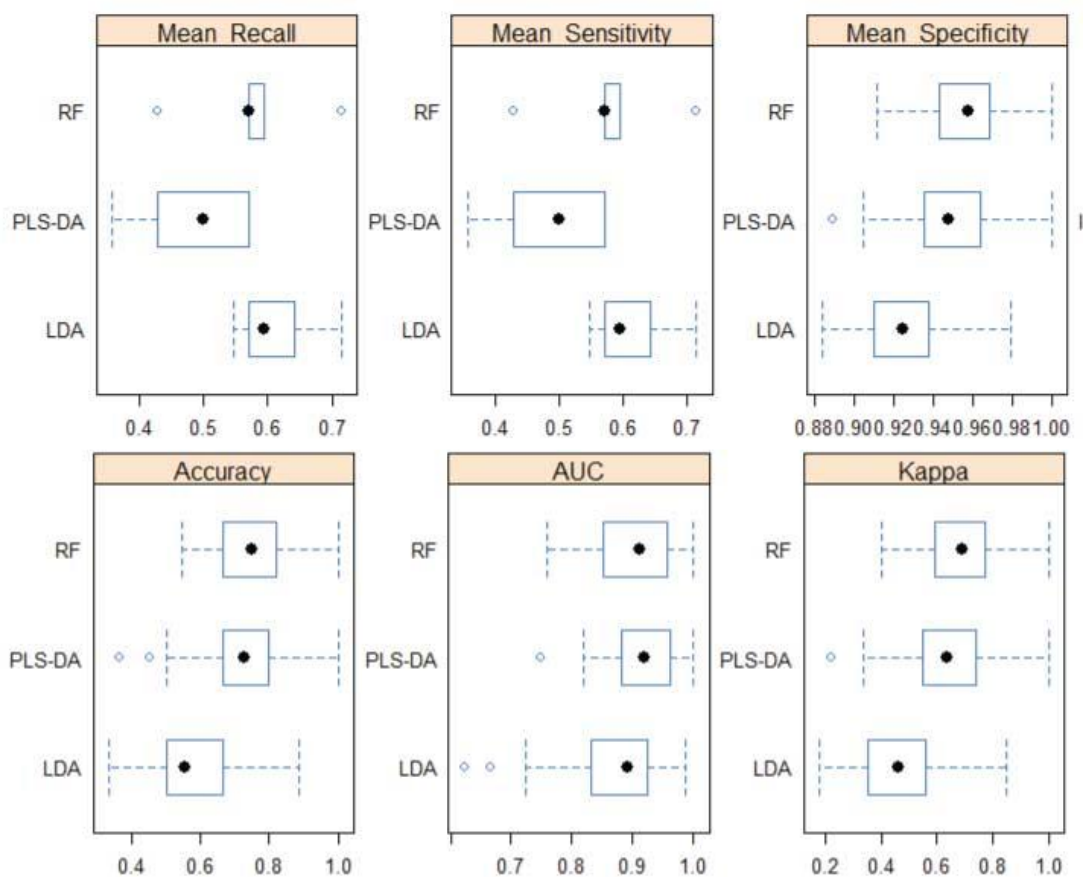 Mean Recall
Mean Sensitivity
Mean Specificity
RF
PLS-DA
LDA
0.4 0.5 0.6 0.7
RF
PLS-DA
LDA
0.4 0.5 0.6 0.7
RF
PLS-DA
LDA
0.88 0.90 0.92 0.94 0.96 0.98 1.00
Accuracy
AUC
Kappa
RF
PLS-DA
LDA
0.4 0.6 0.8 1.0
RF
PLS-DA
LDA
0.7 0.8 0.9 1.0
RF
PLS-DA
LDA
0.2 0.4 0.6 0.8 1.0